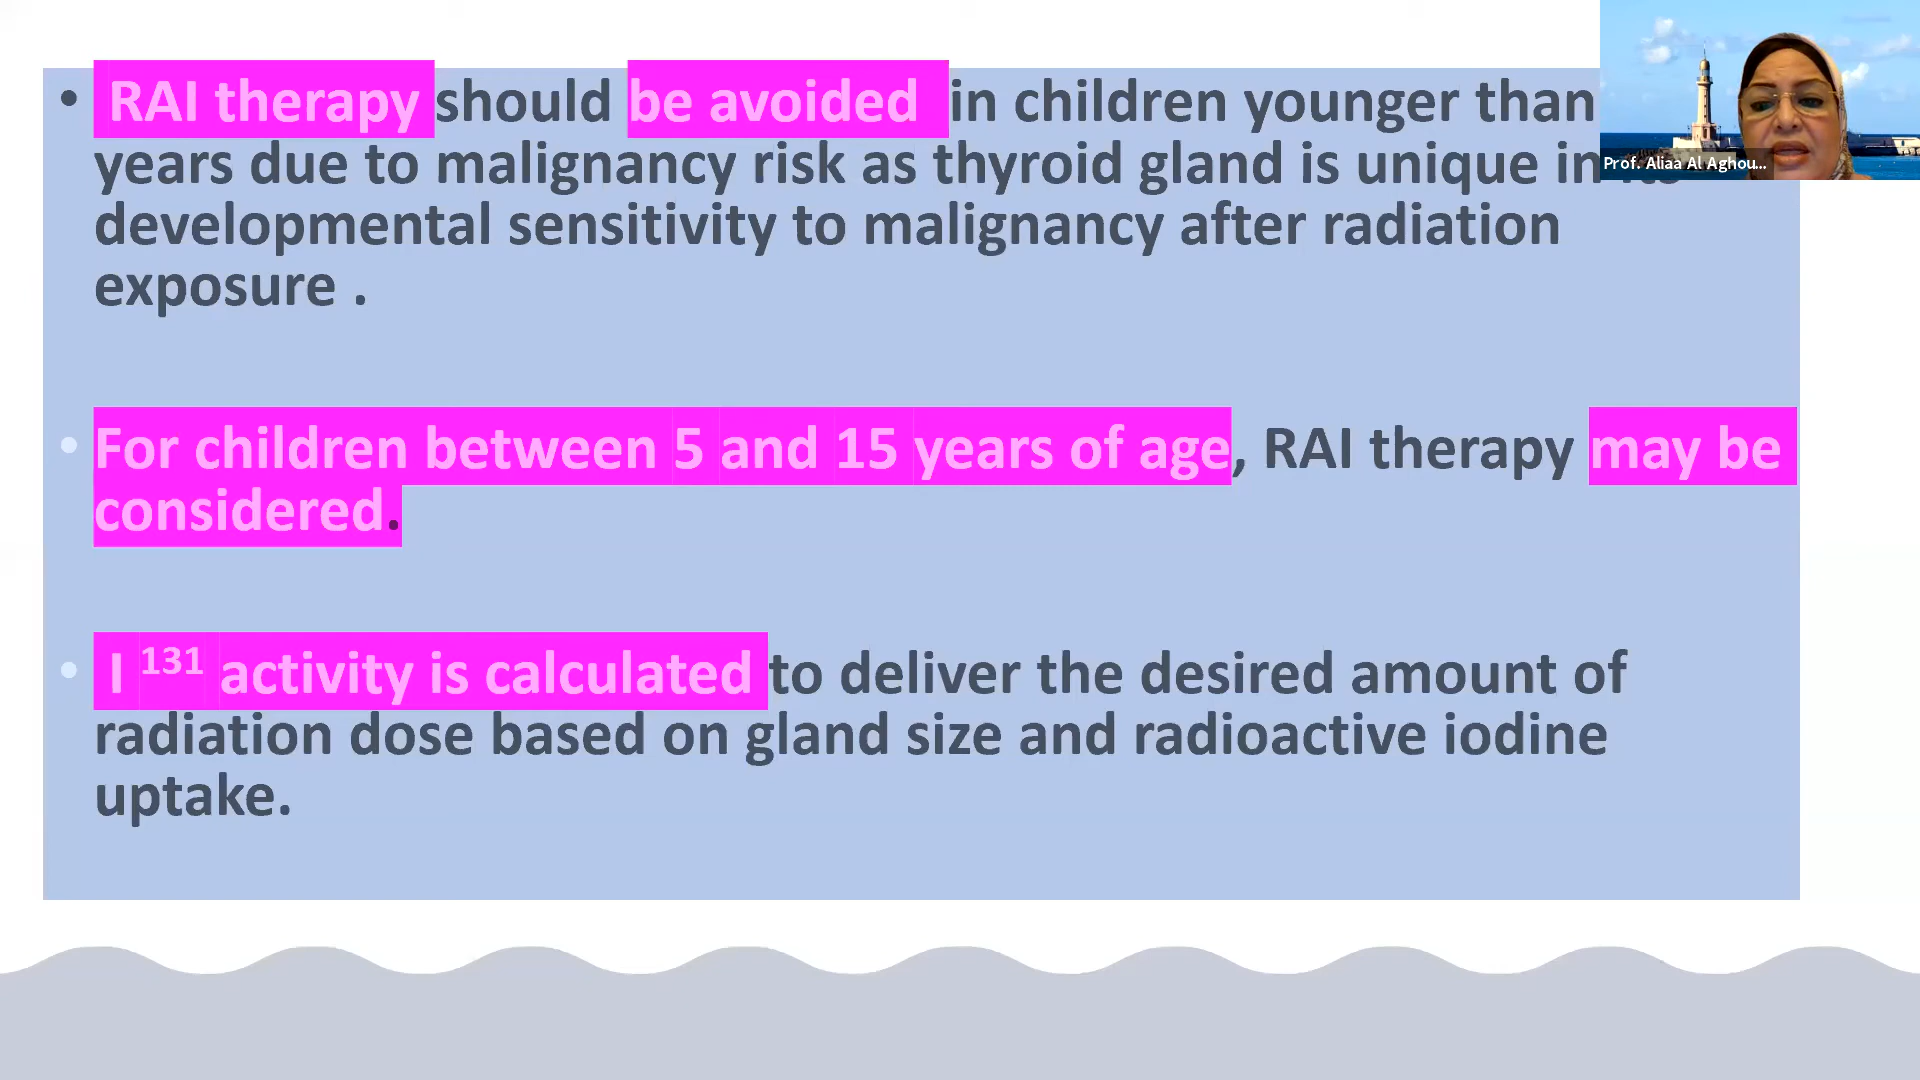 • RAI therapy should be avoided in children younger than
years due to malignancy risk as thyroid gland is unique in
developmental sensitivity to malignancy after radiation
exposure .
• For children between 5 and 15 years of age, RAI therapy may be
considered.
• I ¹³¹ activity is calculated to deliver the desired amount of
radiation dose based on gland size and radioactive iodine
uptake.
Prof. Aliaa Al Aghou...